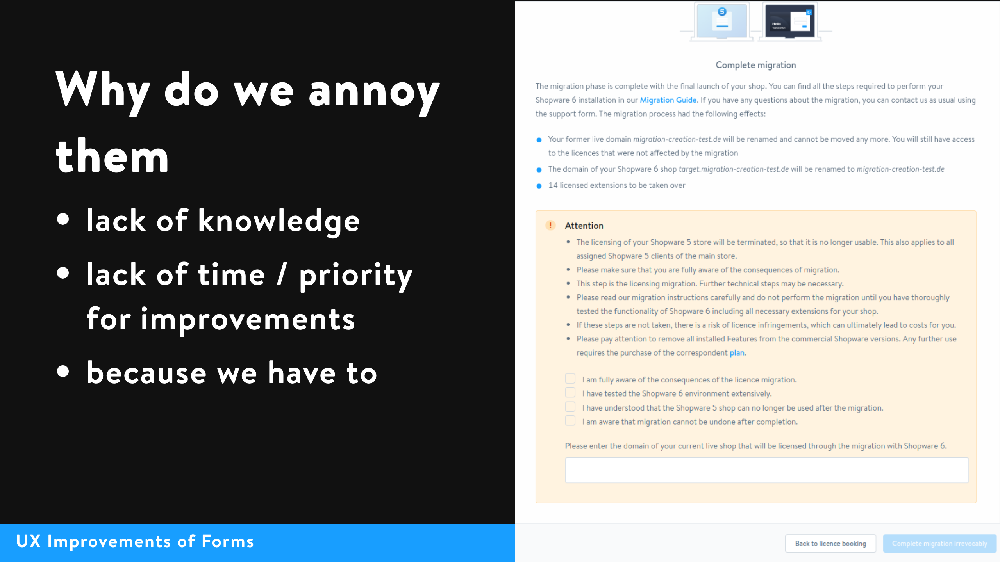 Why do we annoy
them
• lack of knowledge
• lack of time / priority
for improvements
• because we have to
UX Improvements of Forms
S
Hello
Welcome!
Complete migration
The migration phase is complete with the final launch of your shop. You can find all the steps required to perform your
Shopware 6 installation in our Migration Guide. If you have any questions about the migration, you can contact us as usual using
the support form. The migration process had the following effects:
• Your former live domain migration-creation-test.de will be renamed and cannot be moved any more. You will still have access
to the licences that were not affected by the migration
• The domain of your Shopware 6 shop target.migration-creation-test.de will be renamed to migration-creation-test.de
• 14 licensed extensions to be taken over
! Attention
• The licensing of your Shopware 5 store will be terminated, so that it is no longer usable. This also applies to all
assigned Shopware 5 clients of the main store.
• Please make sure that you are fully aware of the consequences of migration.
• This step is the licensing migration. Further technical steps may be necessary.
• Please read our migration instructions carefully and do not perform the migration until you have thoroughly
tested the functionality of Shopware 6 including all necessary extensions for your shop.
• If these steps are not taken, there is a risk of licence infringements, which can ultimately lead to costs for you.
• Please pay attention to remove all installed Features from the commercial Shopware versions. Any further use
requires the purchase of the correspondent plan.
I am fully aware of the consequences of the licence migration.
I have tested the Shopware 6 environment extensively.
I have understood that the Shopware 5 shop can no longer be used after the migration.
I am aware that migration cannot be undone after completion.
Please enter the domain of your current live shop that will be licensed through the migration with Shopware 6.
Back to licence booking
Complete migration irrevocably